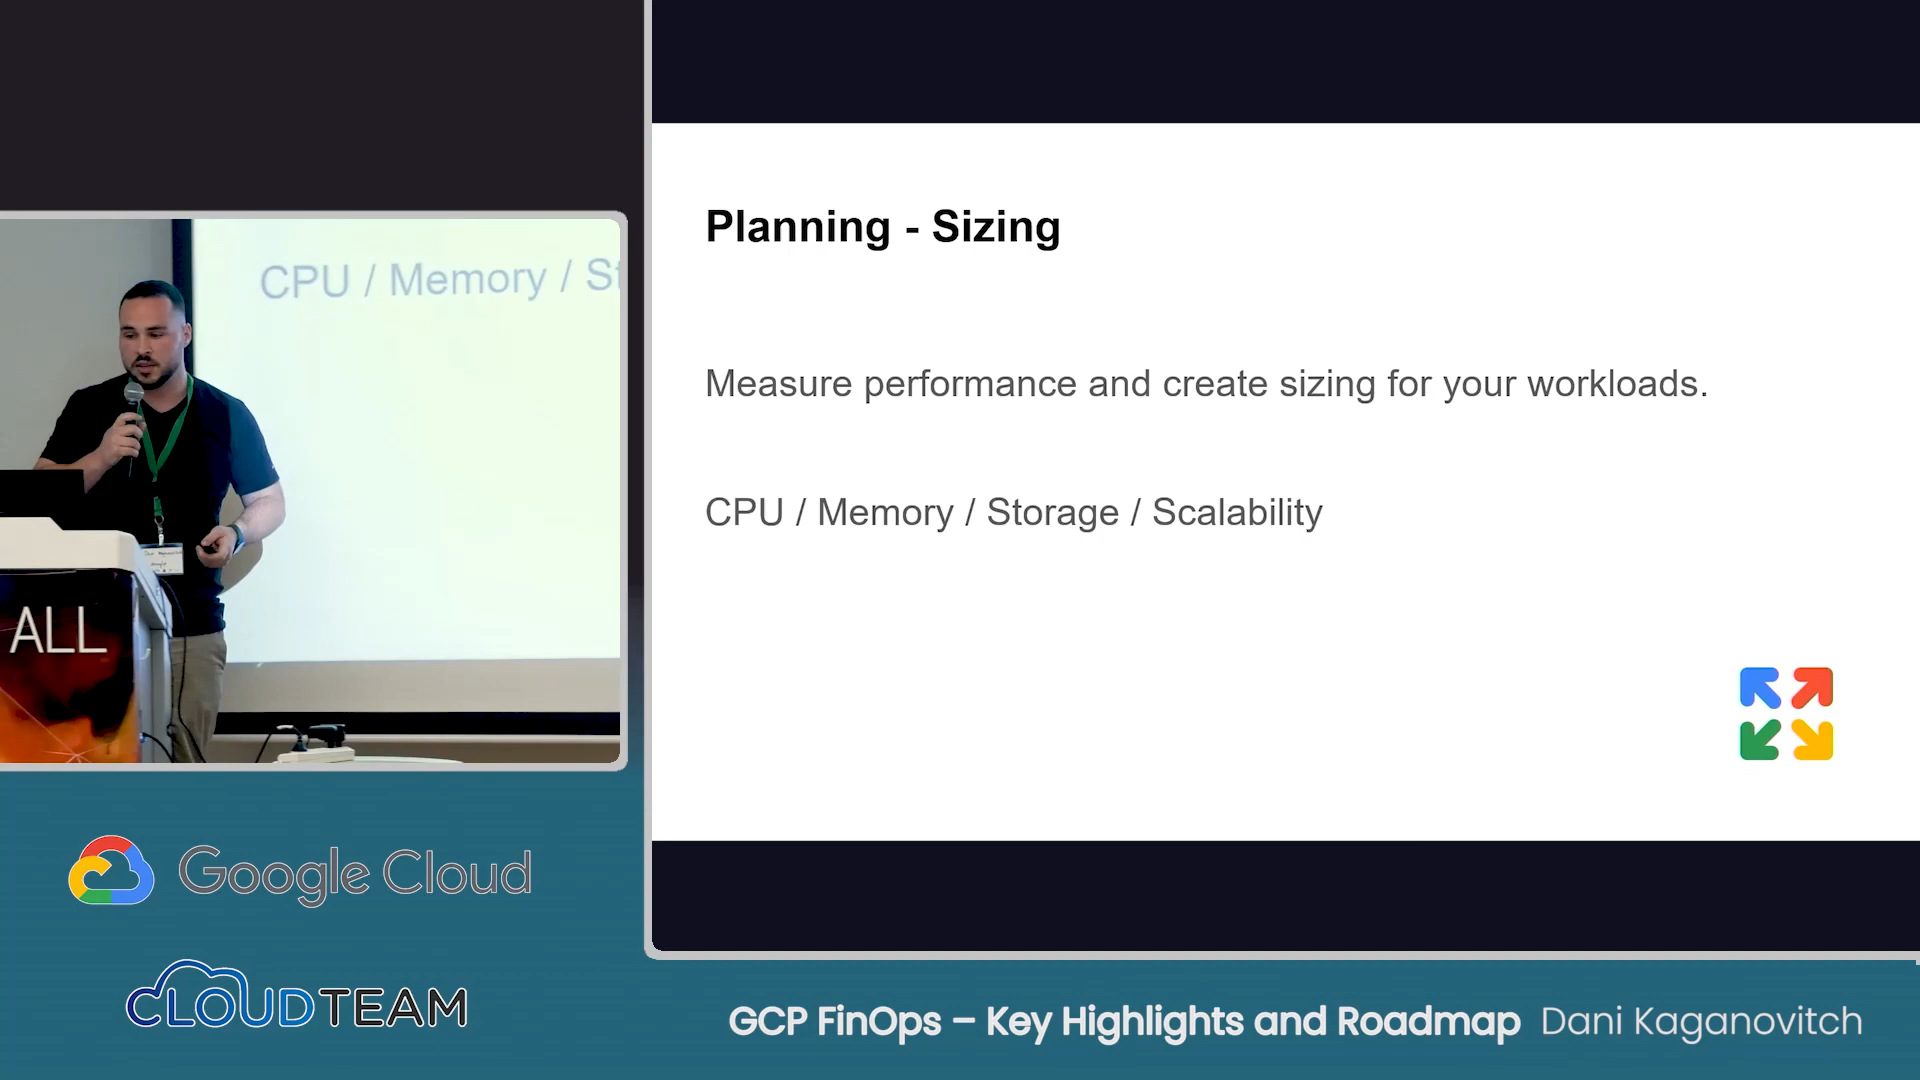 Planning - Sizing
Measure performance and create sizing for your workloads.
CPU / Memory / Storage / Scalability
CPU / Memory / St
ALL
Google Cloud
CLOUDTEAM
GCP FinOps – Key Highlights and Roadmap Dani Kaganovitch